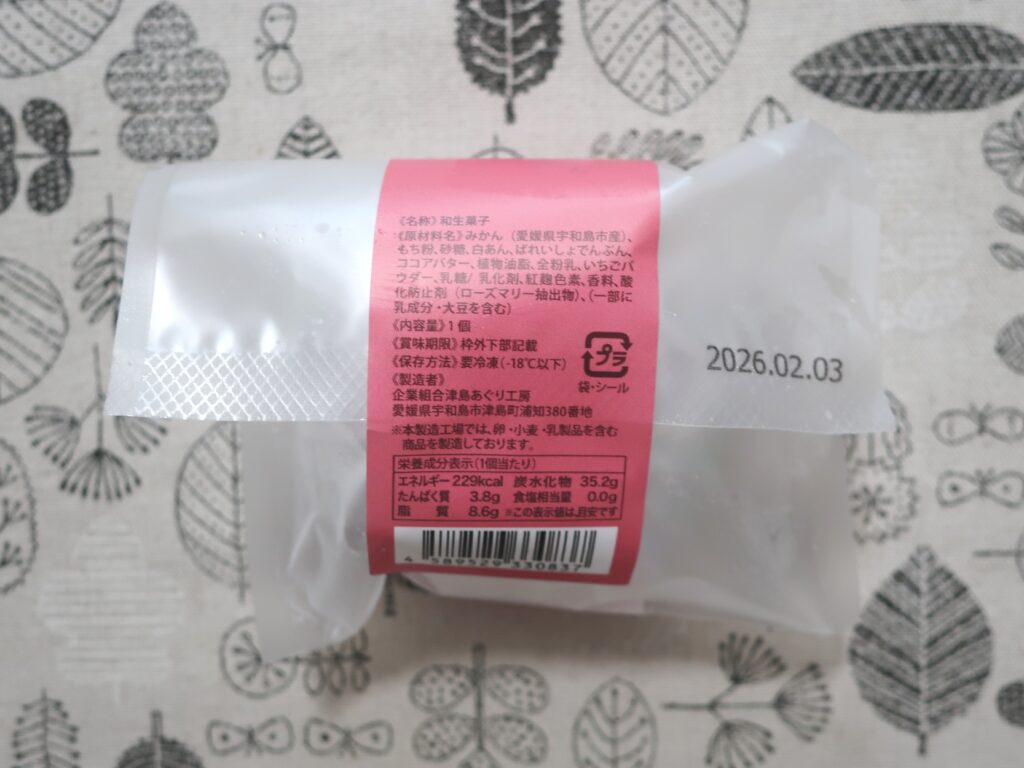 《名称》和生菓子
《原材料名》みかん（愛媛県宇和島市産）、
もち粉、砂糖、白あん、ばれいしょでんぷん、
ココアバター、植物油脂、全粉乳、いちごパ
ウダー、乳糖/ 乳化剤、紅麹色素、香料、酸
化防止剤（ローズマリー抽出物）、（一部に
乳成分・大豆を含む）
《内容量》1個
《賞味期限》枠外下部記載
《保存方法》要冷凍（-18℃以下）
《製造者》
企業組合津島あぐり工房
愛媛県宇和島市津島町浦知380番地
※本製造工場では、卵・小麦・乳製品を含む
商品を製造しております。
プラ
袋・シール
2026.02.03
栄養成分表示（1個当たり）
エネルギー 229kcal 炭水化物 35.2g
たんぱく質 3.8g 食塩相当量 0.0g
脂質 8.6g ※この表示値は、目安です
4 589529 330837